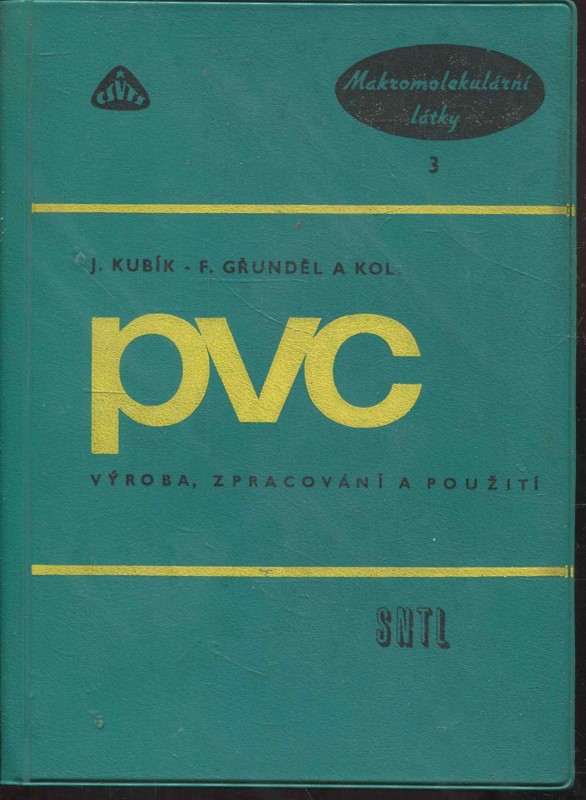 ČSVTS
Makromolekulární
látky
3
J. KUBÍK - F. GŘUNDĚL A KOL.
pvc
VÝROBA, ZPRACOVÁNÍ A POUŽITÍ
SNTL